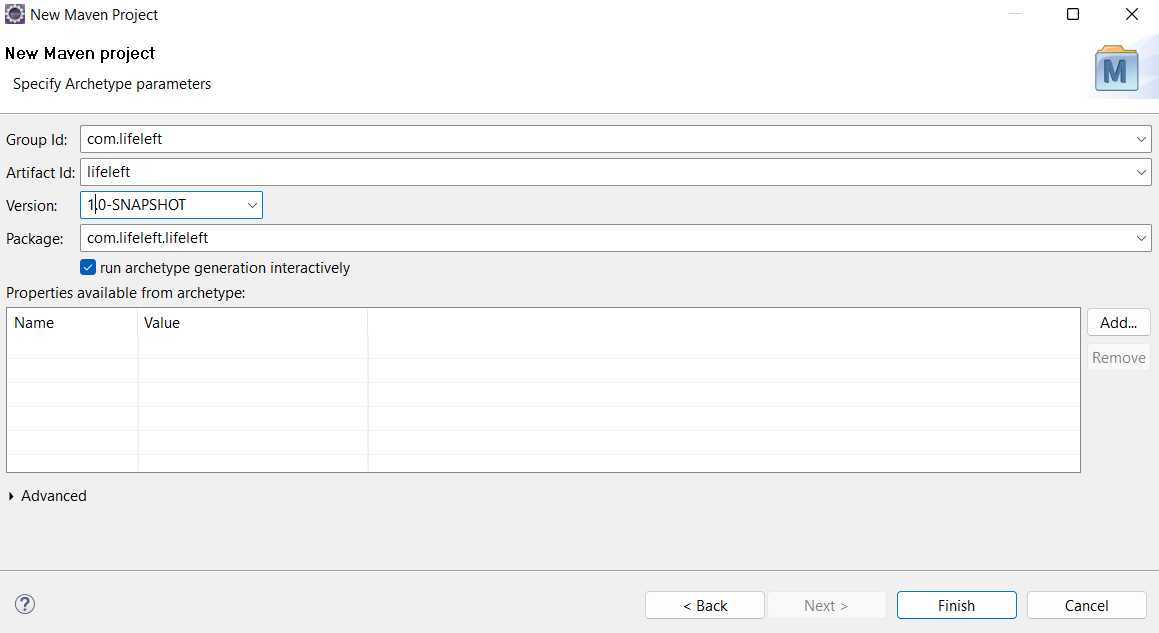 New Maven Project
New Maven project
Specify Archetype parameters
M
Group Id: com.lifeleft
Artifact Id: lifeleft
Version: 1.0-SNAPSHOT
Package: com.lifeleft.lifeleft
run archetype generation interactively
Properties available from archetype:
Name Value
Add...
Remove
Advanced
? < Back Next > Finish Cancel